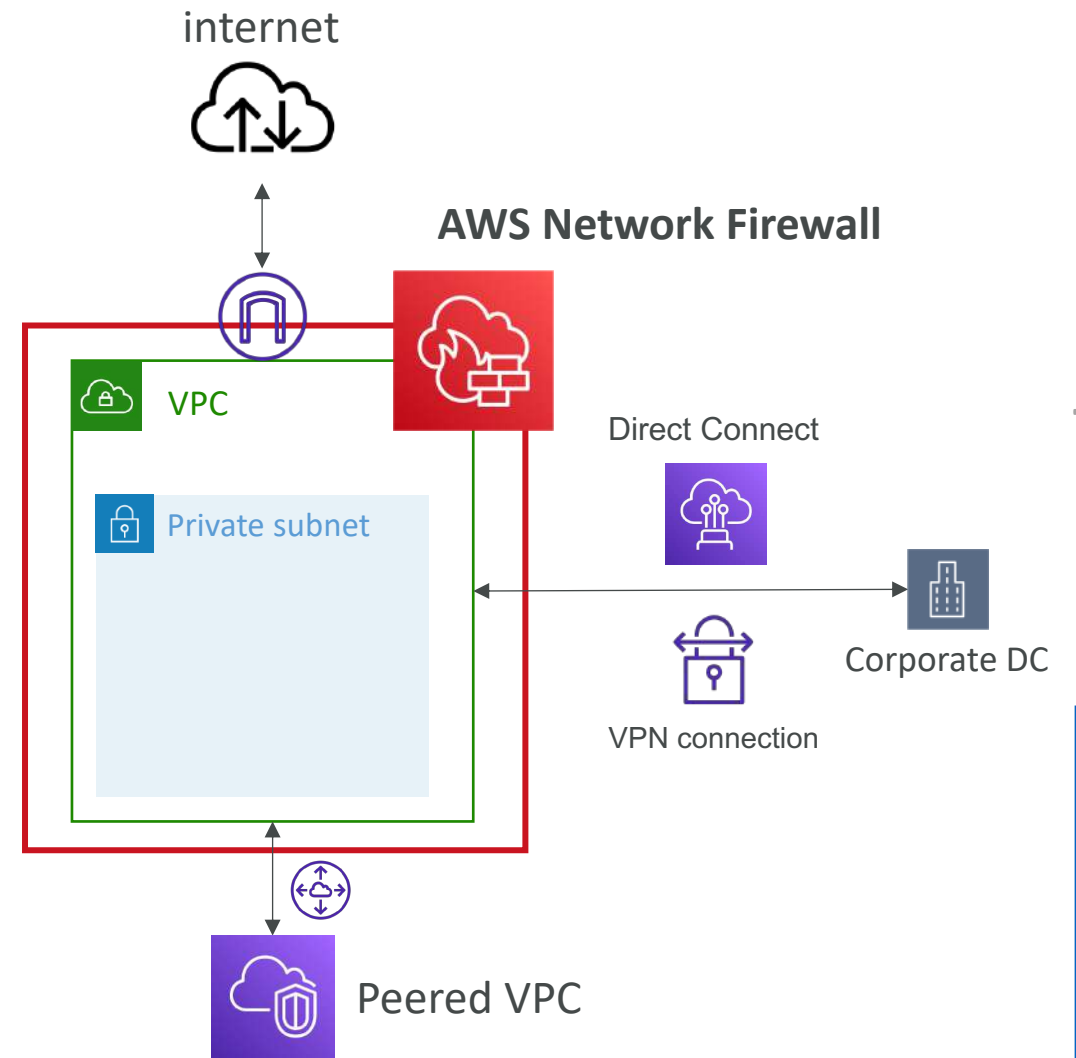 internet
AWS Network Firewall
VPC
Direct Connect
Private subnet
Corporate DC
VPN connection
Peered VPC